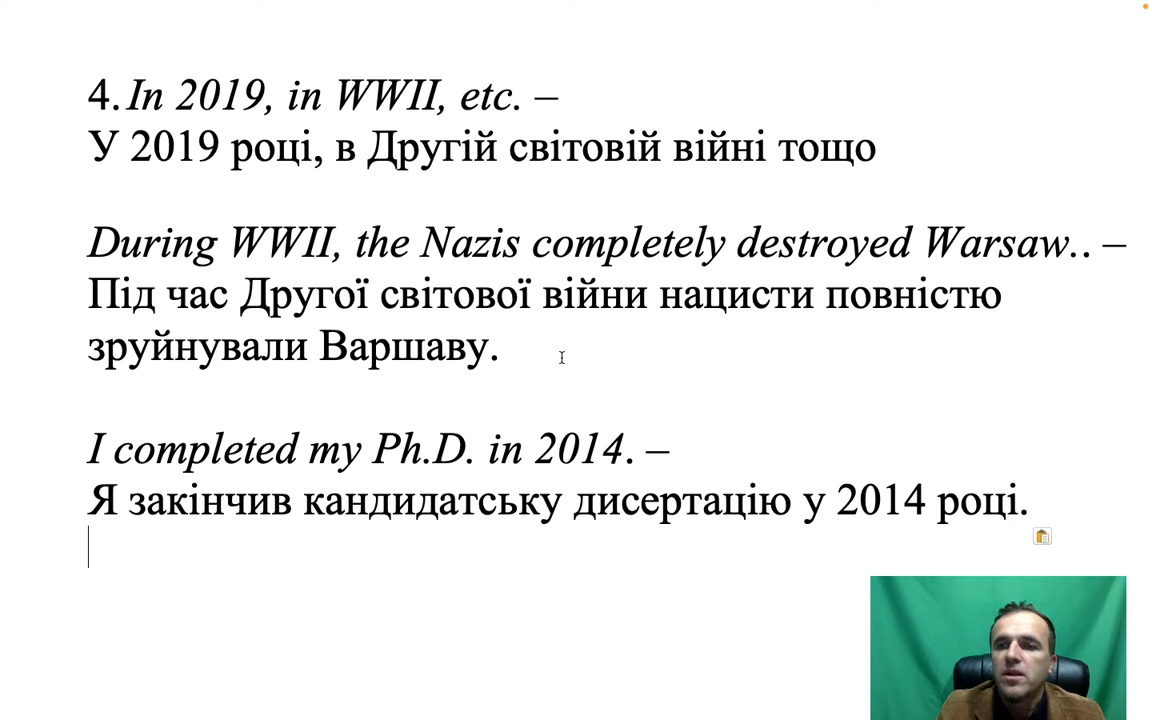 4. In 2019, in WWII, etc. –
У 2019 році, в Другій світовій війні тощо
During WWII, the Nazis completely destroyed Warsaw.. –
Під час Другої світової війни нацисти повністю
зруйнували Варшаву.
I completed my Ph.D. in 2014. –
Я закінчив кандидатську дисертацію у 2014 році.